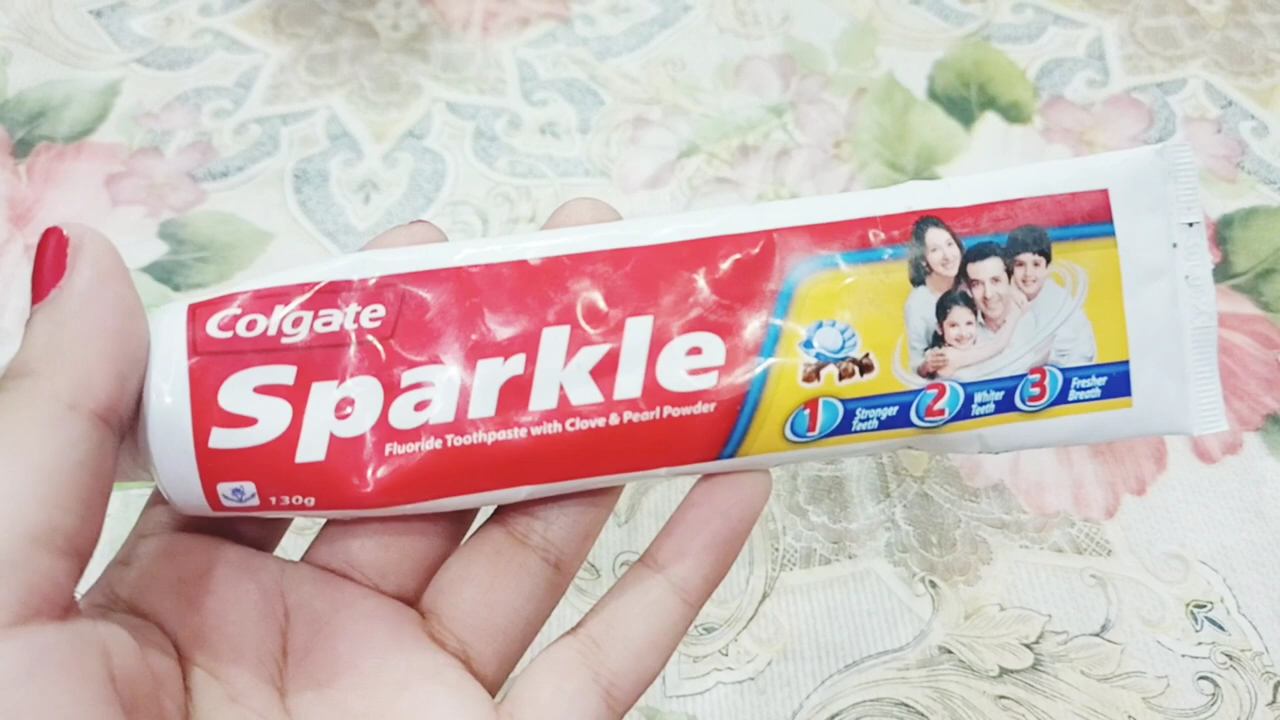 Colgate
Sparkle
Fluoride Toothpaste with Clove & Pearl Powder
130g
1 Stronger Teeth
2 Whiter Teeth
3 Fresher Breath